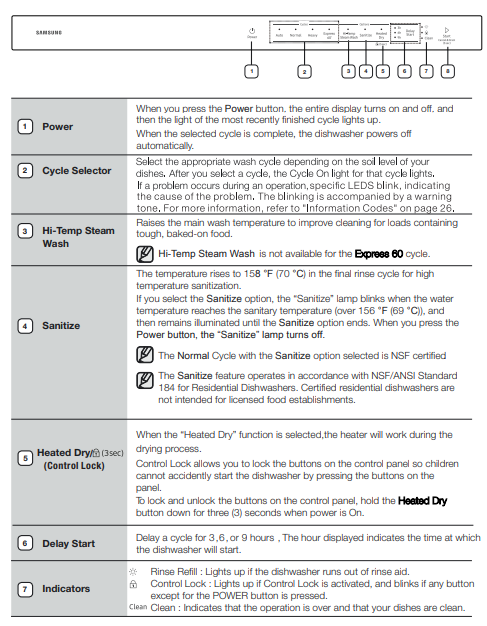 SAMSUNG
Power
Auto Normal Heavy Express 60 Hi-Temp Steam Wash Sanitize Heated Dry 3h 6h 9h Delay Start Clean Start
1 2 3 4 5 6 7 8
1 Power
When you press the Power button, the entire display turns on and off, and
then the light of the most recently finished cycle lights up.
When the selected cycle is complete, the dishwasher powers off
automatically.
2 Cycle Selector
Select the appropriate wash cycle depending on the soil level of your
dishes. After you select a cycle, the Cycle On light for that cycle lights.
If a problem occurs during an operation,specific LEDS blink, indicating
the cause of the problem. The blinking is accompanied by a warning
tone. For more information, refer to "Information Codes" on page 26.
3 Hi-Temp Steam
Wash
Raises the main wash temperature to improve cleaning for loads containing
tough, baked-on food.
Hi-Temp Steam Wash is not available for the Express 60 cycle.
4 Sanitize
The temperature rises to 158 °F (70 °C) in the final rinse cycle for high
temperature sanitization.
If you select the Sanitize option, the “Sanitize” lamp blinks when the water
temperature reaches the sanitary temperature (over 156 °F (69 °C)), and
then remains illuminated until the Sanitize option ends. When you press the
Power button, the “Sanitize” lamp turns off.
The Normal Cycle with the Sanitize option selected is NSF certified
The Sanitize feature operates in accordance with NSF/ANSI Standard
184 for Residential Dishwashers. Certified residential dishwashers are
not intended for licensed food establishments.
5 Heated Dry/(3sec)
(Control Lock)
When the “Heated Dry” function is selected,the heater will work during the
drying process.
Control Lock allows you to lock the buttons on the control panel so children
cannot accidently start the dishwasher by pressing the buttons on the
panel.
To lock and unlock the buttons on the control panel, hold the Heated Dry
button down for three (3) seconds when power is On.
6 Delay Start
Delay a cycle for 3,6, or 9 hours , The hour displayed indicates the time at which
the dishwasher will start.
7 Indicators
Rinse Refill : Lights up if the dishwasher runs out of rinse aid.
Control Lock : Lights up if Control Lock is activated, and blinks if any button
except for the POWER button is pressed.
Clean Clean : Indicates that the operation is over and that your dishes are clean.